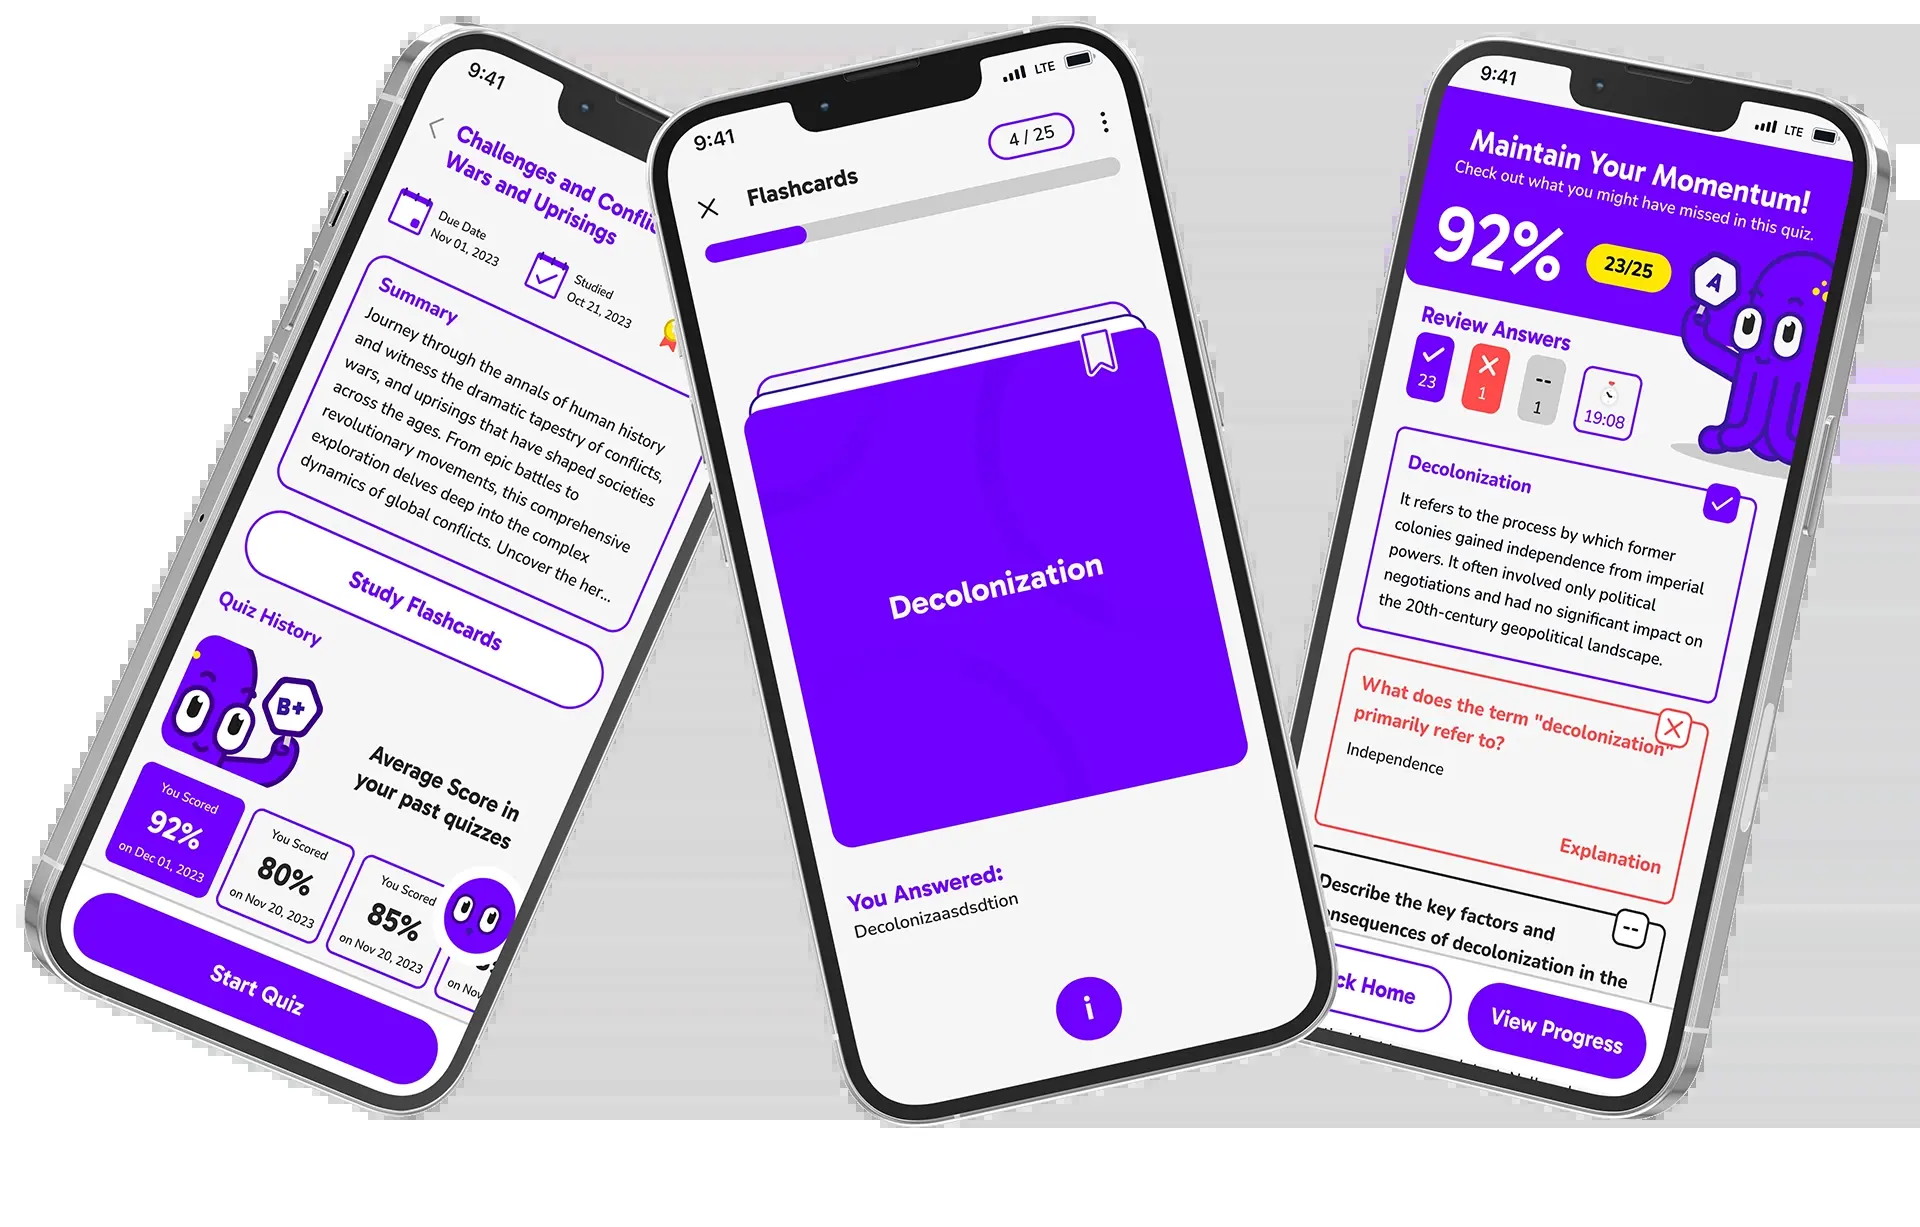 9:41
Challenges and Conflic
Wars and Uprisings
Due Date
Nov 01, 2023
Studied
Oct 21, 2023
Summary
Journey through the annals of human history
and witness the dramatic tapestry of conflicts,
wars, and uprisings that have shaped societies
across the ages. From epic battles to
revolutionary movements, this comprehensive
exploration delves deep into the complex
dynamics of global conflicts. Uncover the her...
Study Flashcards
Quiz History
B+
Average Score in
your past quizzes
You Scored
92%
on Dec 01, 2023
You Scored
80%
on Nov 20, 2023
You Scored
85%
on Nov 20, 2023
on Nov
Start Quiz
9:41
LTE
4 / 25
Flashcards
Decolonization
You Answered:
Decolonizaasdsdtion
i
9:41
LTE
Maintain Your Momentum!
Check out what you might have missed in this quiz.
92%
23/25
A
Review Answers
23
1
--
1
19:08
Decolonization
It refers to the process by which former
colonies gained independence from imperial
powers. It often involved only political
negotiations and had no significant impact on
the 20th-century geopolitical landscape.
What does the term "decolonization"
primarily refer to?
Independence
Explanation
Describe the key factors and
--
nsequences of decolonization in the
ck Home
View Progress